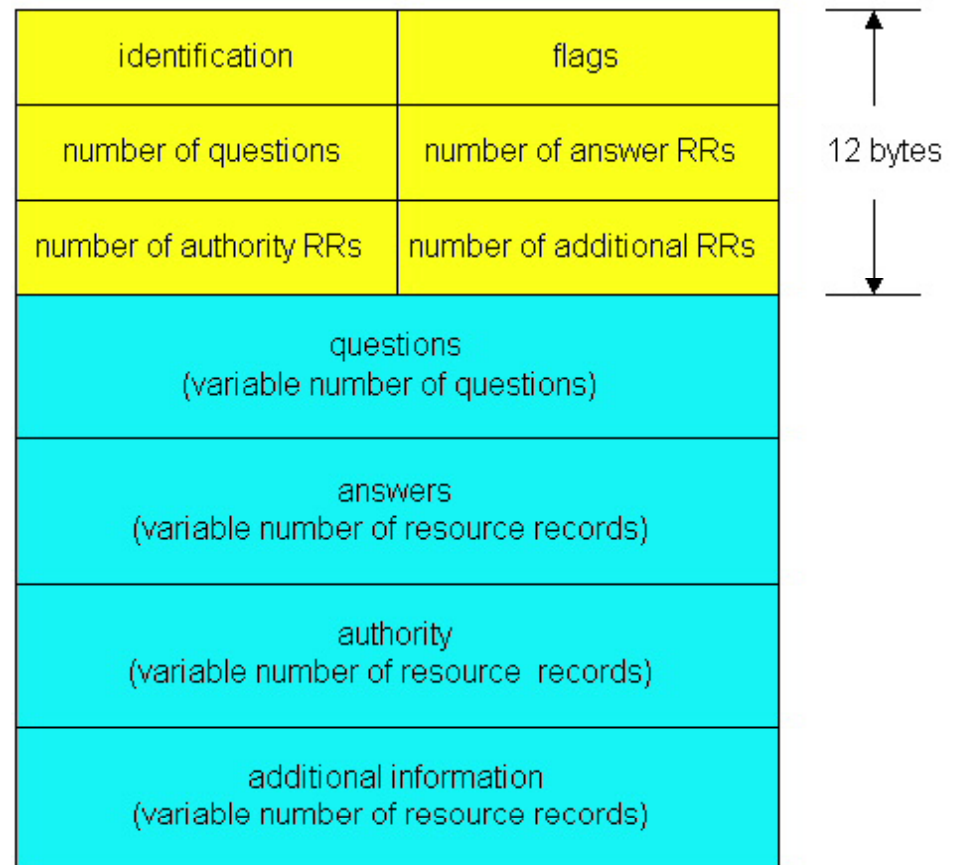 identification
flags
number of questions
number of answer RRs
12 bytes
number of authority RRs
number of additional RRs
questions
(variable number of questions)
answers
(variable number of resource records)
authority
(variable number of resource records)
additional information
(variable number of resource records)